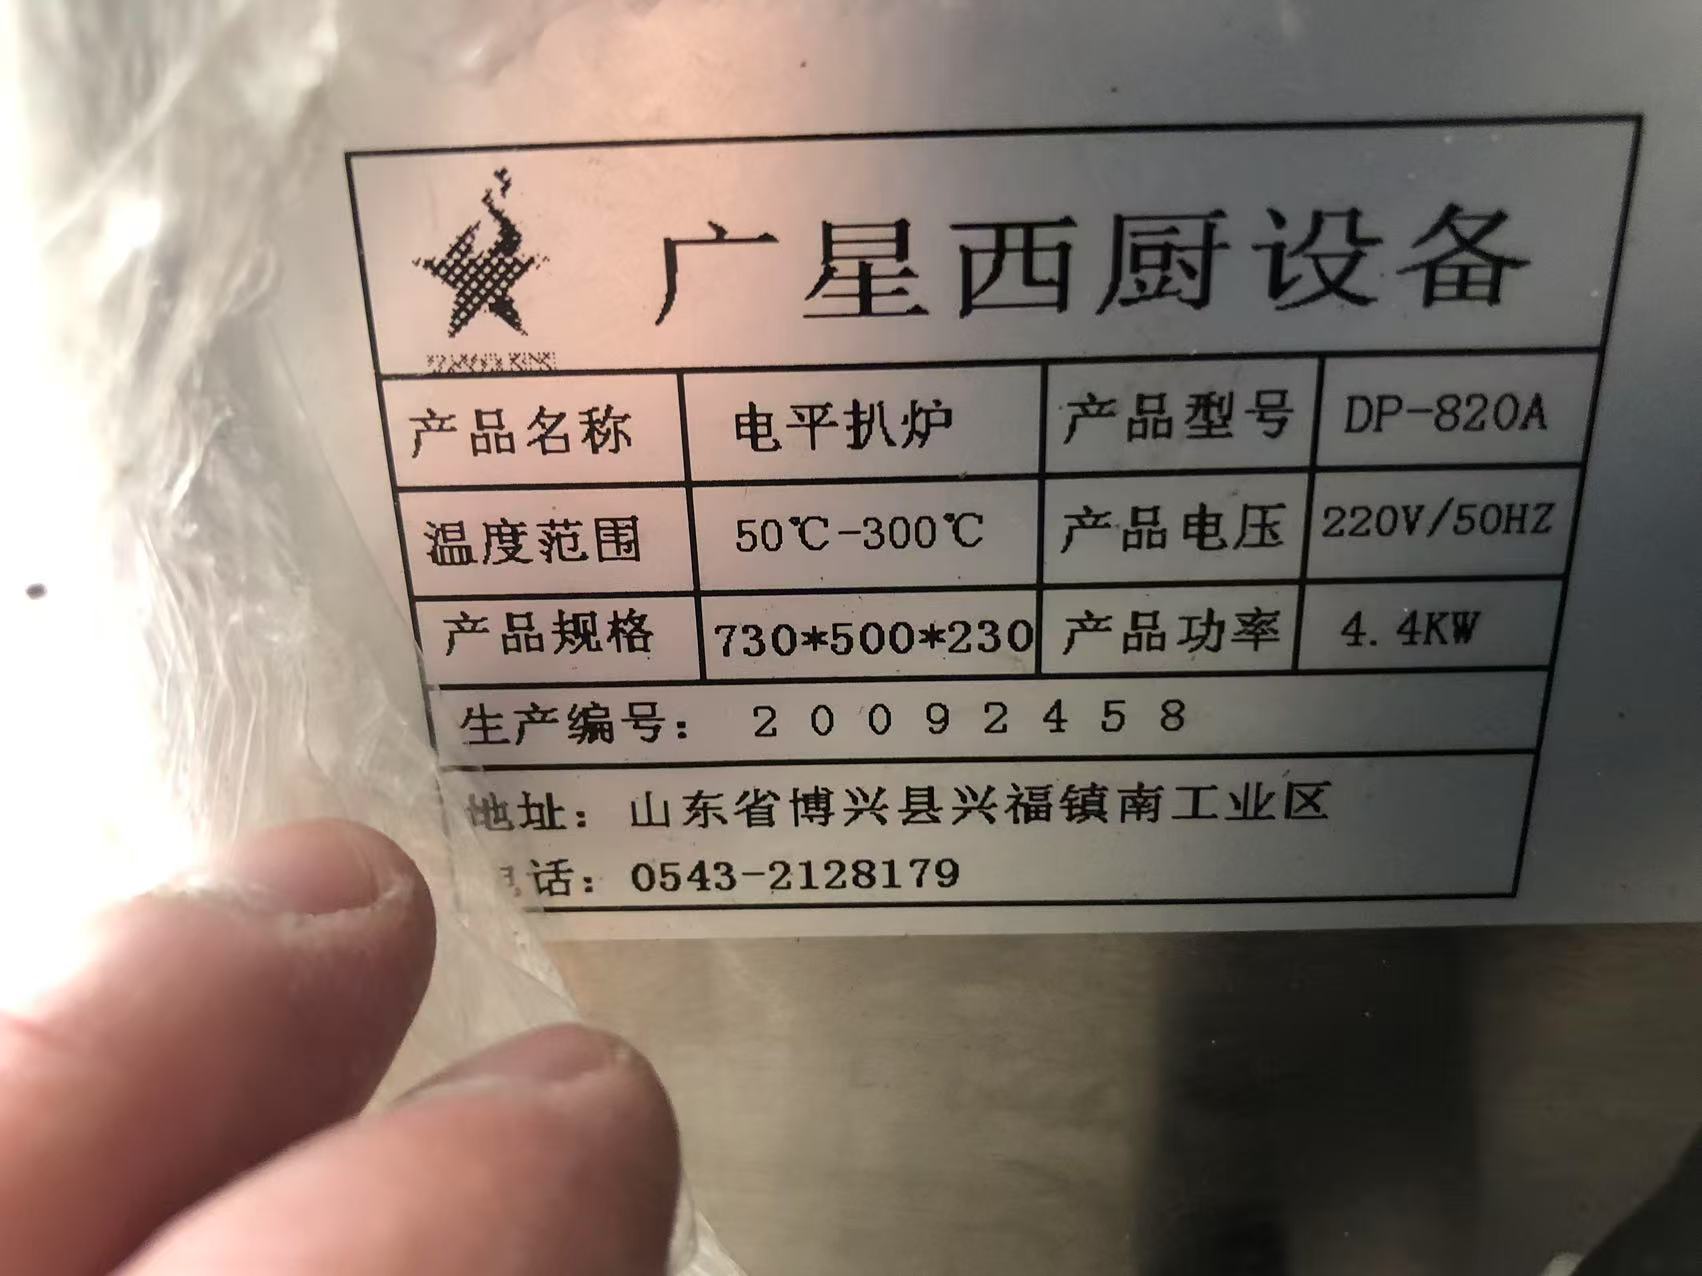 广星西厨设备
产品名称 电平扒炉 产品型号 DP-820A
温度范围 50℃-300℃ 产品电压 220V/50HZ
产品规格 730*500*230 产品功率 4.4KW
生产编号: 20092458
地址: 山东省博兴县兴福镇南工业区
电话: 0543-2128179